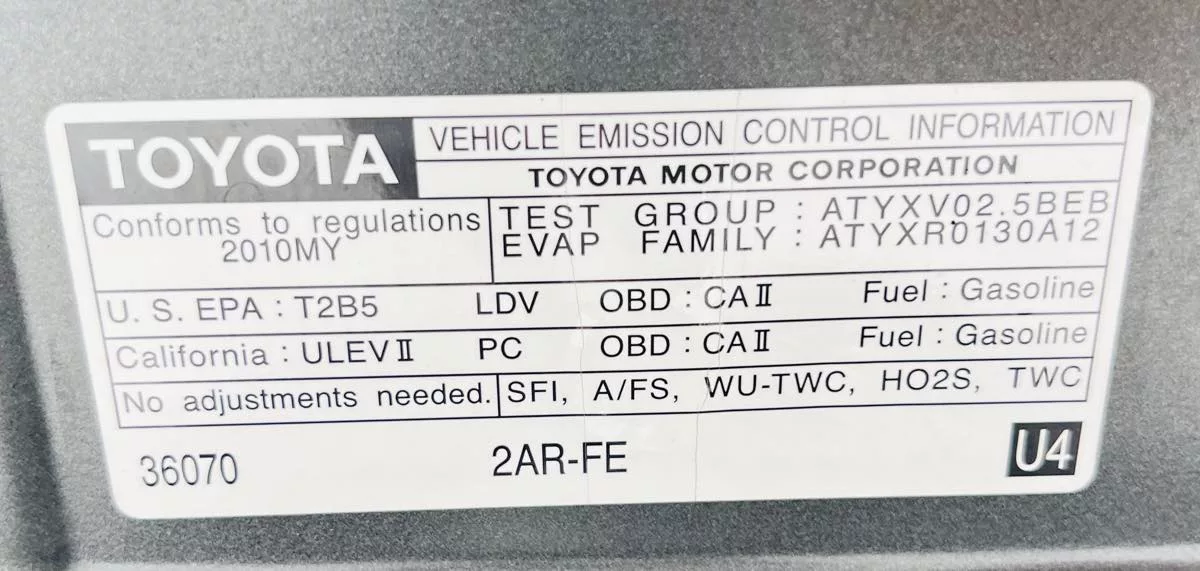 TOYOTA
VEHICLE EMISSION CONTROL INFORMATION
TOYOTA MOTOR CORPORATION
Conforms to regulations
2010MY
TEST GROUP : ATYXV02.5BEB
EVAP FAMILY : ATYXR0130A12
U. S. EPA : T2B5 LDV OBD : CAⅡ Fuel : Gasoline
California : ULEVⅡ PC OBD : CAⅡ Fuel : Gasoline
No adjustments needed. SFI, A/FS, WU-TWC, HO2S, TWC
36070 2AR-FE U4